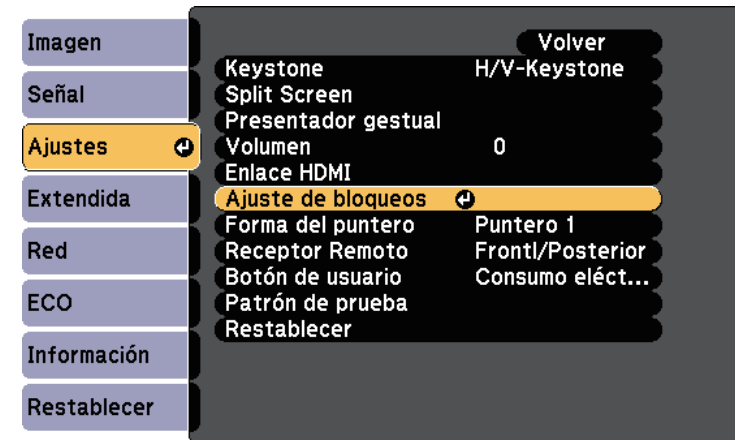 Imagen
Señal
Ajustes
Extendida
Red
ECO
Información
Restablecer
Volver
Keystone H/V-Keystone
Split Screen
Presentador gestual
Volumen 0
Enlace HDMI
Ajuste de bloqueos
Forma del puntero Puntero 1
Receptor Remoto Frontl/Posterior
Botón de usuario Consumo eléct...
Patrón de prueba
Restablecer